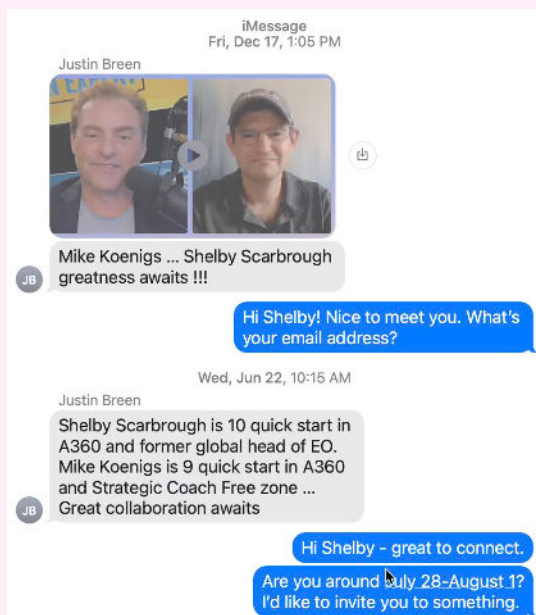 iMessage
Fri, Dec 17, 1:05 PM
Justin Breen
Mike Koenigs ... Shelby Scarbrough
greatness awaits !!!
JB
Hi Shelby! Nice to meet you. What's
your email address?
Wed, Jun 22, 10:15 AM
Justin Breen
Shelby Scarbrough is 10 quick start in
A360 and former global head of EO.
Mike Koenigs is 9 quick start in A360
and Strategic Coach Free zone ...
Great collaboration awaits
JB
Hi Shelby - great to connect.
Are you around July 28-August 1?
I'd like to invite you to something.